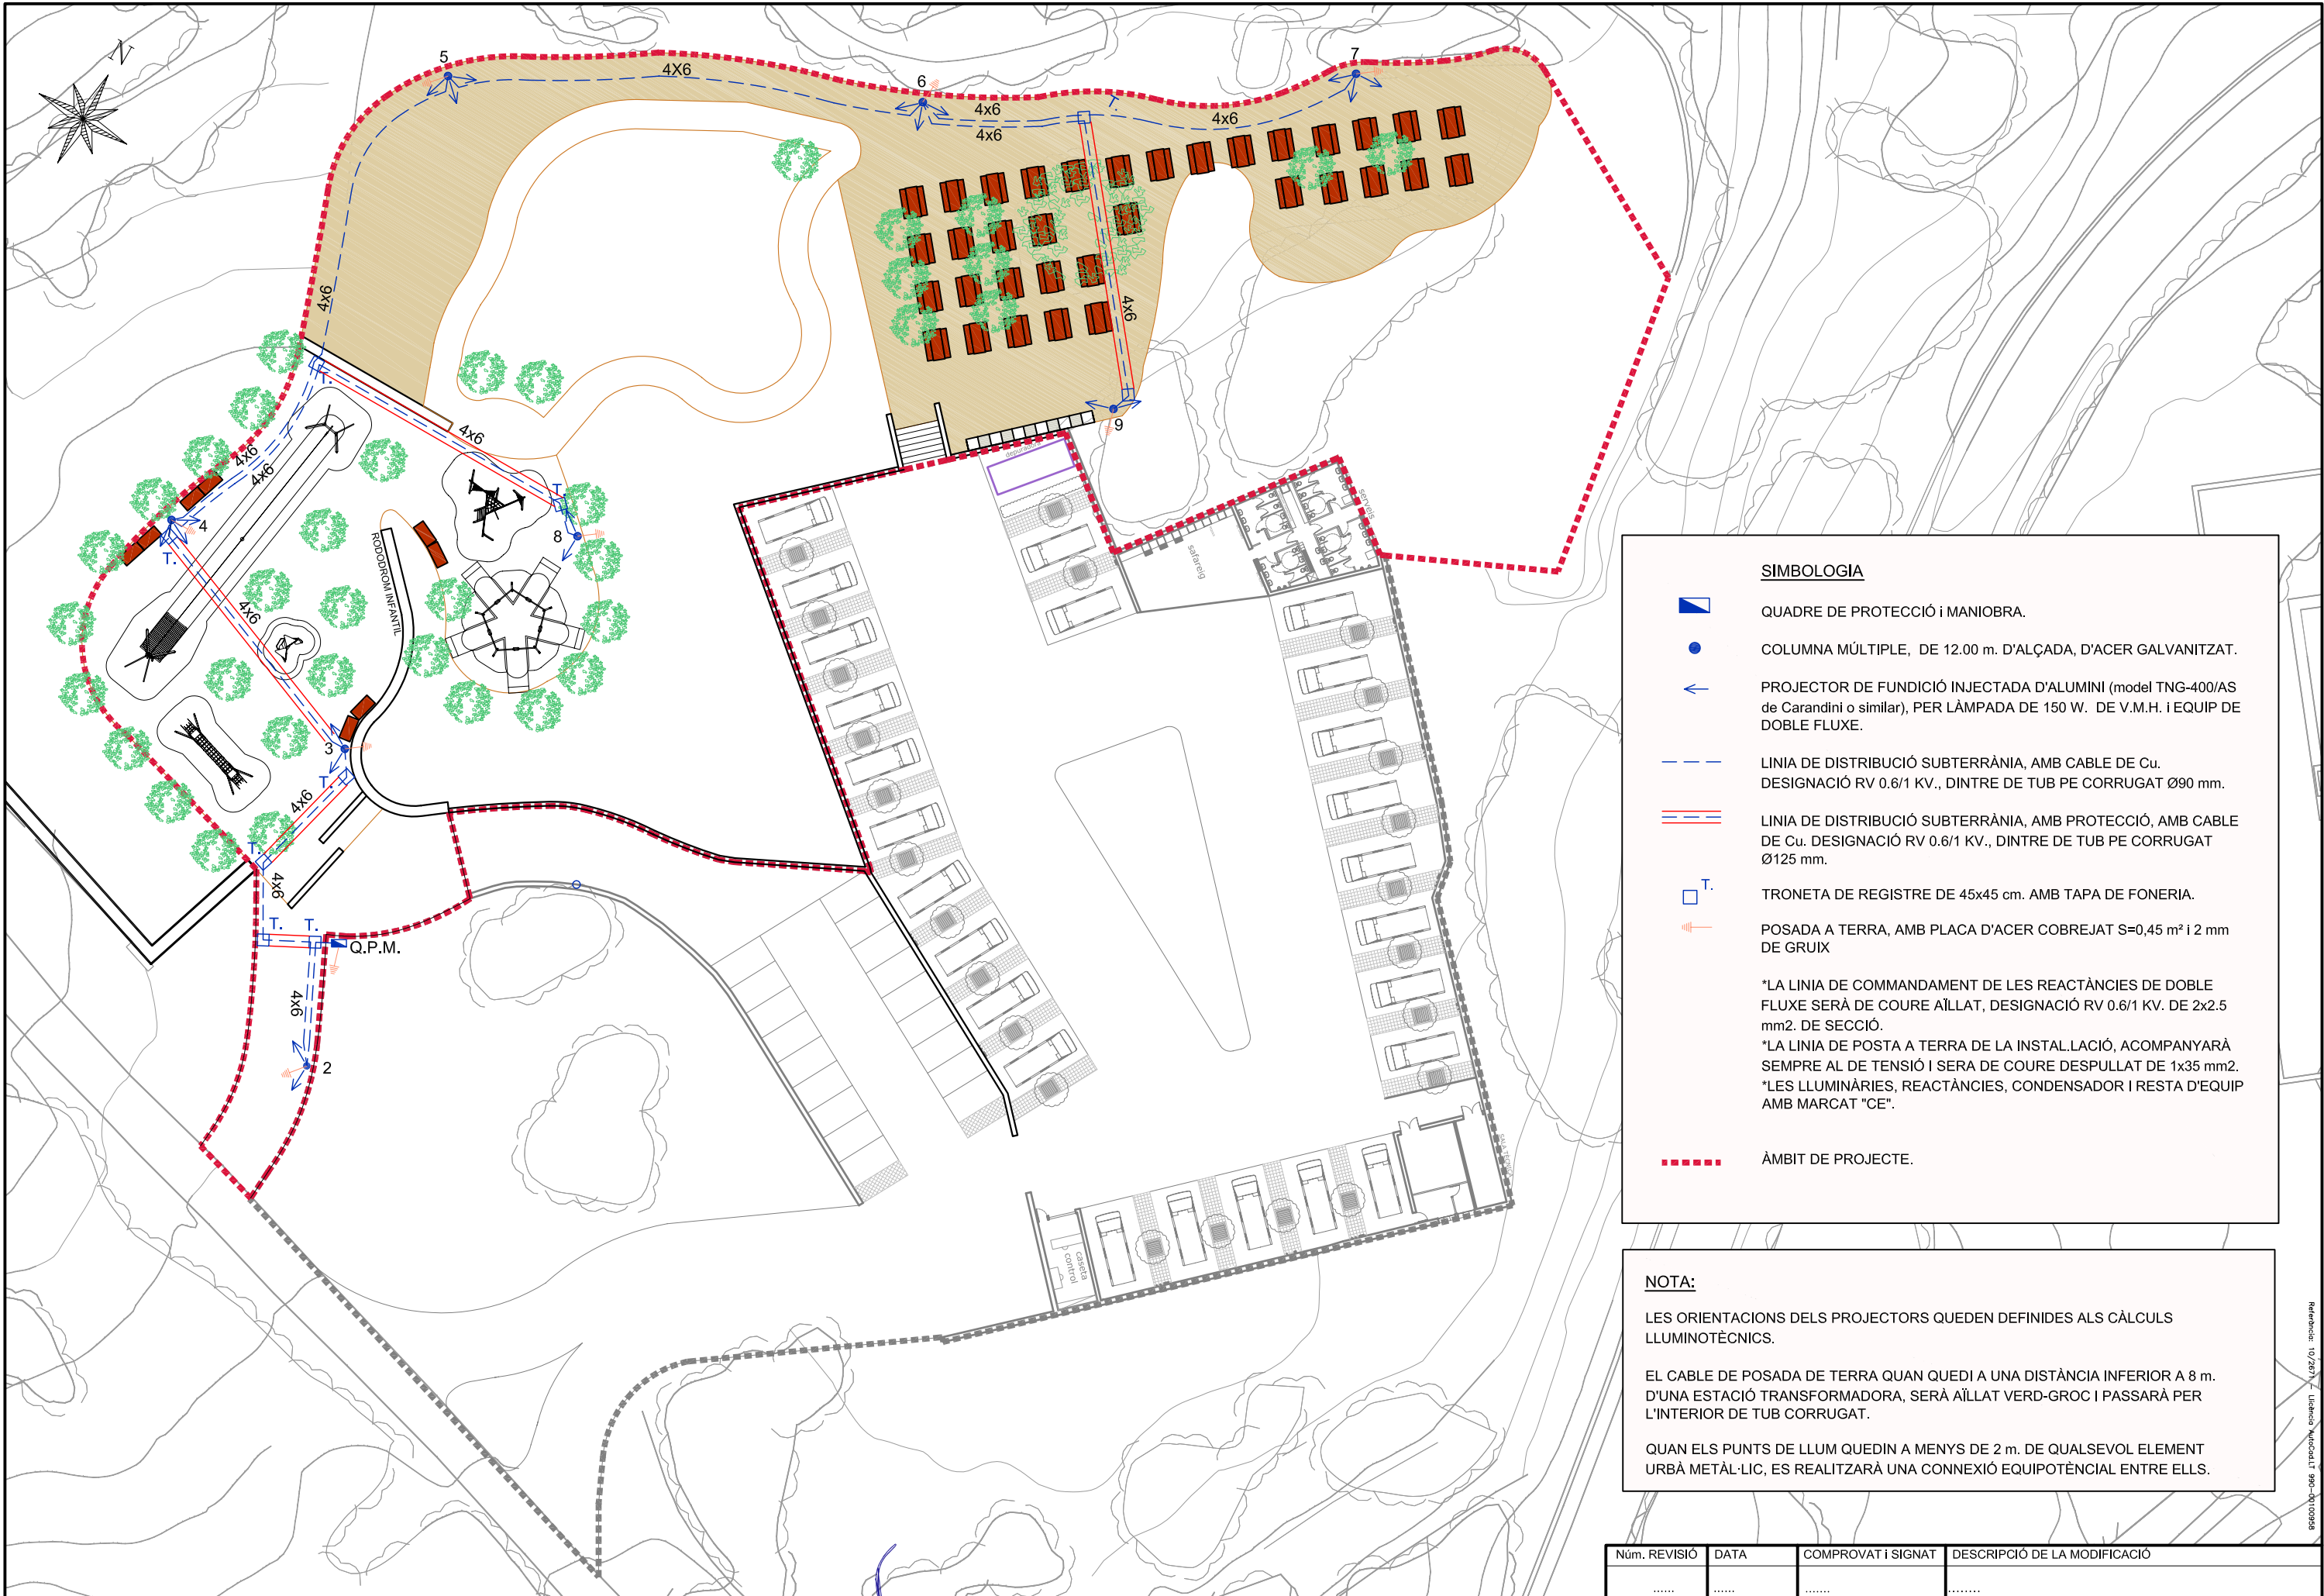 N
5
4X6
6
4x6
4x6
T.
4x6
7
4x6
4x6
T.
4x6
9
depuradora
T.
8
4x6
4x6
4
T.
4x6
RODODROM INFANTIL
3
T.
4x6
T.
4x6
T.
T.
Q.P.M.
4x6
2
safareig
serveis
caseta
control
SIMBOLOGIA
QUADRE DE PROTECCIÓ i MANIOBRA.
COLUMNA MÚLTIPLE, DE 12.00 m. D'ALÇADA, D'ACER GALVANITZAT.
PROJECTOR DE FUNDICIÓ INJECTADA D'ALUMINI (model TNG-400/AS
de Carandini o similar), PER LÀMPADA DE 150 W. DE V.M.H. i EQUIP DE
DOBLE FLUXE.
LINIA DE DISTRIBUCIÓ SUBTERRÀNIA, AMB CABLE DE Cu.
DESIGNACIÓ RV 0.6/1 KV., DINTRE DE TUB PE CORRUGAT Ø90 mm.
LINIA DE DISTRIBUCIÓ SUBTERRÀNIA, AMB PROTECCIÓ, AMB CABLE
DE Cu. DESIGNACIÓ RV 0.6/1 KV., DINTRE DE TUB PE CORRUGAT
Ø125 mm.
T.
TRONETA DE REGISTRE DE 45x45 cm. AMB TAPA DE FONERIA.
POSADA A TERRA, AMB PLACA D'ACER COBREJAT S=0,45 m² i 2 mm
DE GRUIX
*LA LINIA DE COMMANDAMENT DE LES REACTÀNCIES DE DOBLE
FLUXE SERÀ DE COURE AÏLLAT, DESIGNACIÓ RV 0.6/1 KV. DE 2x2.5
mm2. DE SECCIÓ.
*LA LINIA DE POSTA A TERRA DE LA INSTAL.LACIÓ, ACOMPANYARÀ
SEMPRE AL DE TENSIÓ I SERA DE COURE DESPULLAT DE 1x35 mm2.
*LES LLUMINÀRIES, REACTÀNCIES, CONDENSADOR I RESTA D'EQUIP
AMB MARCAT "CE".
ÀMBIT DE PROJECTE.
NOTA:
LES ORIENTACIONS DELS PROJECTORS QUEDEN DEFINIDES ALS CÀLCULS
LLUMINOTÈCNICS.
EL CABLE DE POSADA DE TERRA QUAN QUEDI A UNA DISTÀNCIA INFERIOR A 8 m.
D'UNA ESTACIÓ TRANSFORMADORA, SERÀ AÏLLAT VERD-GROC I PASSARÀ PER
L'INTERIOR DE TUB CORRUGAT.
QUAN ELS PUNTS DE LLUM QUEDIN A MENYS DE 2 m. DE QUALSEVOL ELEMENT
URBÀ METÀL·LIC, ES REALITZARÀ UNA CONNEXIÓ EQUIPOTÈNCIAL ENTRE ELLS.
Referència: 10/2671. - Llicència AutoCad.LT 990-00100958
Núm. REVISIÓ DATA COMPROVAT i SIGNAT DESCRIPCIÓ DE LA MODIFICACIÓ
...... ...... ....... ........